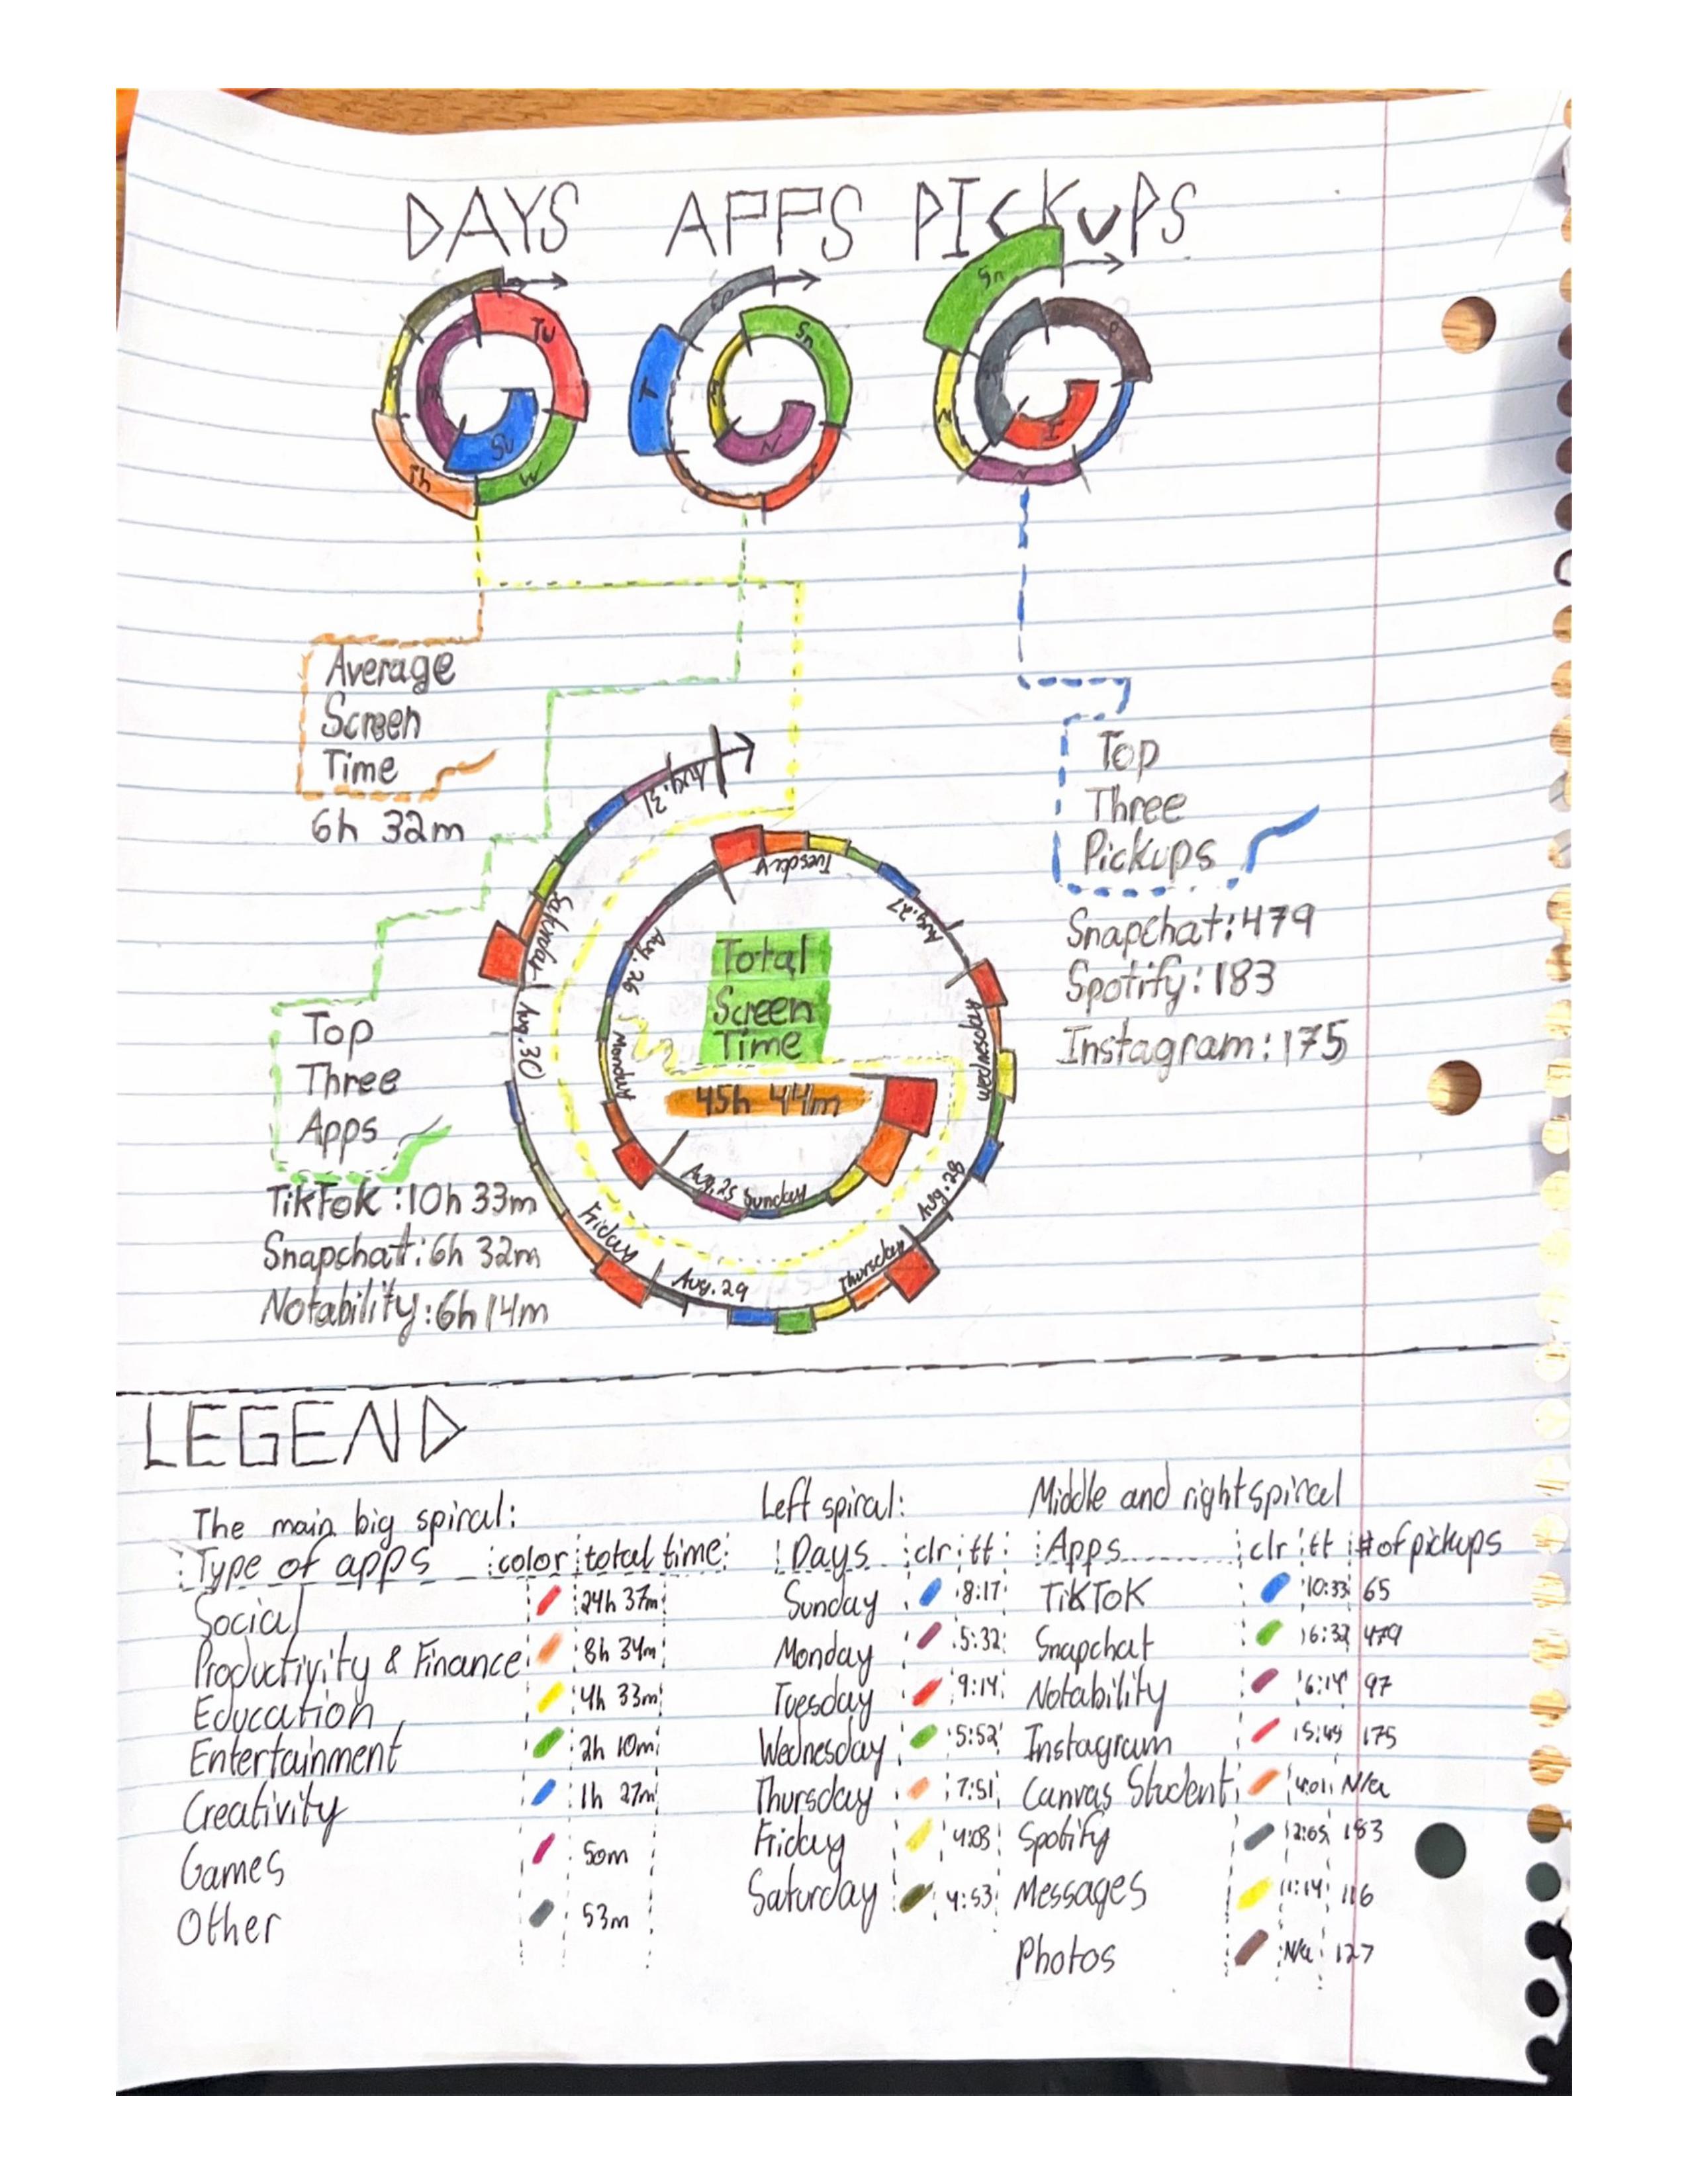 DAYS APPS PICKUPS
Tu
Su
W
Th
Sn
N
T
Sn
P
I
N
Average
Screen
Time
6h 32m
Top
Three
Pickups
Snapchat: 479
Spotify: 183
Instagram: 175
Top
Three
Apps
TikTok: 10h 33m
Snapchat: 6h 32m
Notability: 6h 14m
Total
Screen
Time
45h 44m
Aug. 25 Sunday
Monday Aug. 26
Tuesday Aug. 27
Wednesday Aug. 28
Thursday Aug. 29
Friday Aug. 30
Saturday Aug. 31
LEGEND
The main big spiral:
Type of apps color total time
Social 24h 37m
Productivity & Finance 8h 34m
Education 4h 33m
Entertainment 2h 10m
Creativity 1h 27m
Games 50m
Other 53m
Left spiral:
Days clr tt
Sunday 8:17
Monday 5:32
Tuesday 9:14
Wednesday 5:52
Thursday 7:51
Friday 4:03
Saturday 4:53
Middle and right spiral
Apps clr tt # of pickups
TikTok 10:33 65
Snapchat 6:32 479
Notability 6:14 97
Instagram 175
Canvas Student 4:01 N/a
Spotify 2:05 183
Messages 1:14 116
Photos N/a 127